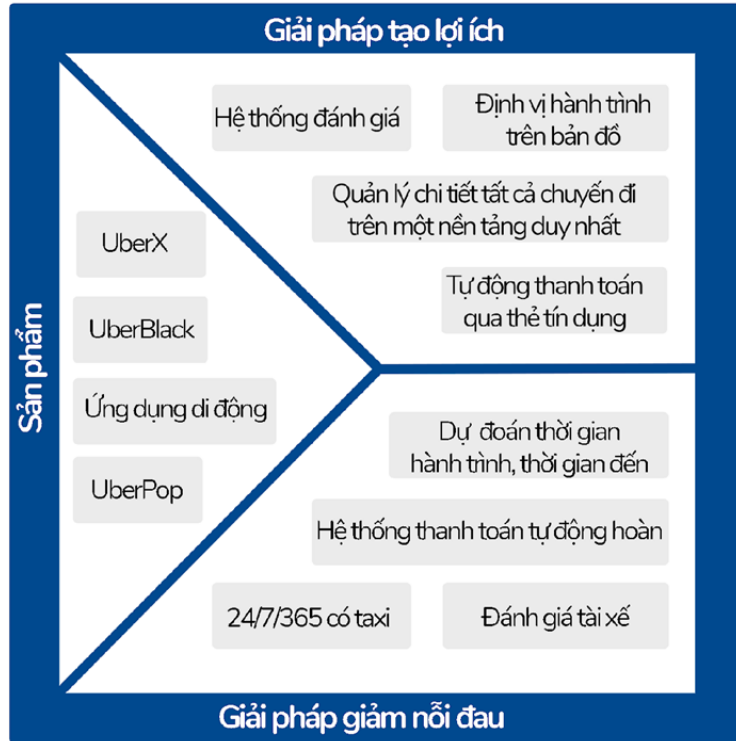 Giải pháp tạo lợi ích
Hệ thống đánh giá
Định vị hành trình
trên bản đồ
Quản lý chi tiết tất cả chuyến đi
trên một nền tảng duy nhất
Tự động thanh toán
qua thẻ tín dụng
Sản phẩm
UberX
UberBlack
Ứng dụng di động
UberPop
Dự đoán thời gian
hành trình, thời gian đến
Hệ thống thanh toán tự động hoàn
24/7/365 có taxi
Đánh giá tài xế
Giải pháp giảm nỗi đau